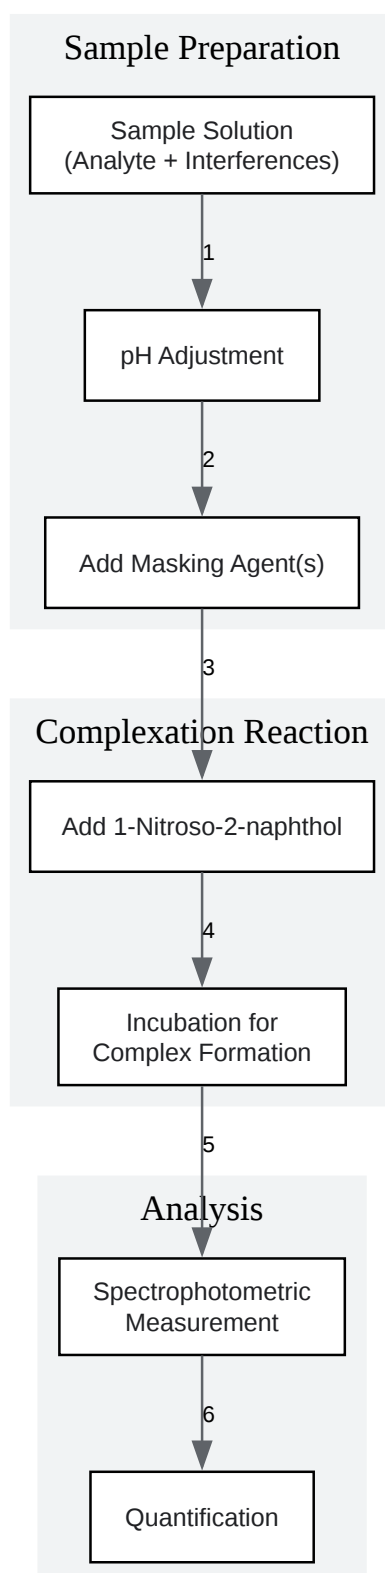 Sample Preparation
Sample Solution
(Analyte + Interferences)
1
pH Adjustment
2
Add Masking Agent(s)
3
Complexation Reaction
Add 1-Nitroso-2-naphthol
4
Incubation for
Complex Formation
5
Analysis
Spectrophotometric
Measurement
6
Quantification